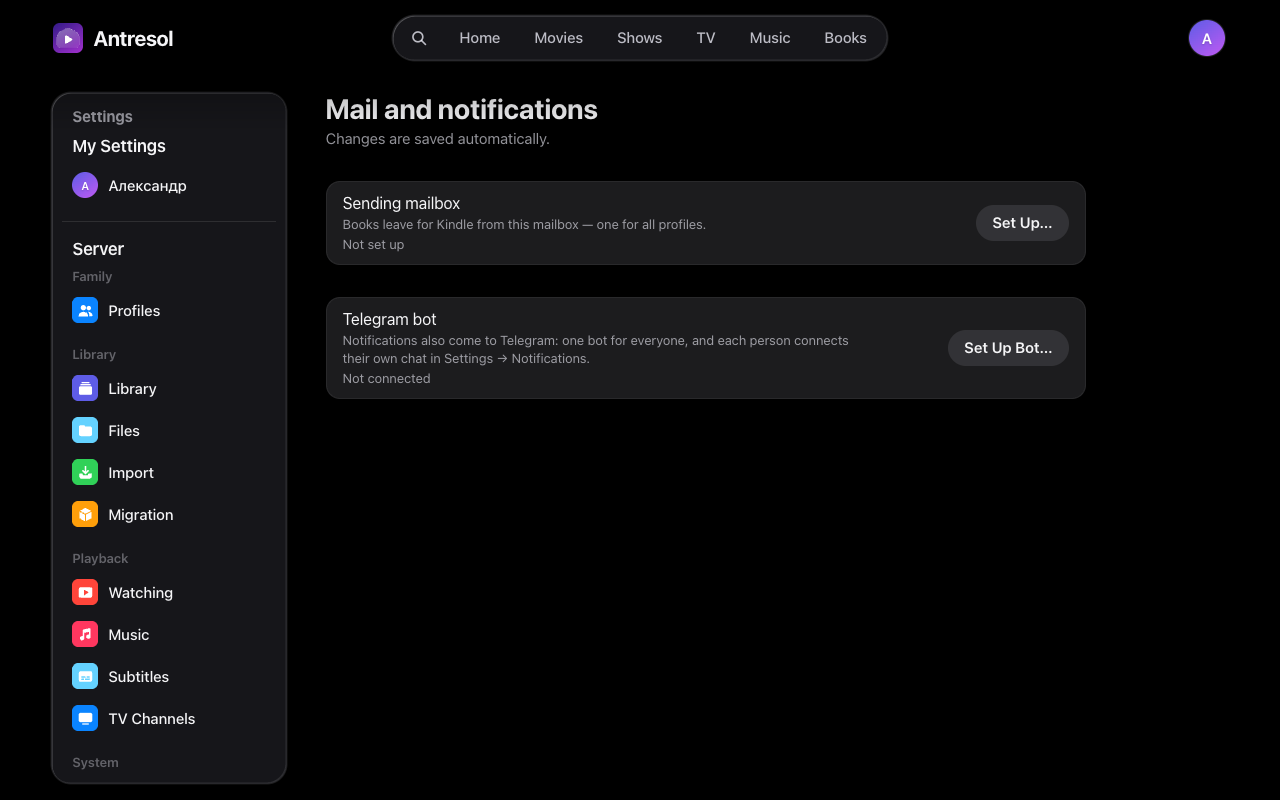 Antresol
Home
Movies
Shows
TV
Music
Books
A
Settings
My Settings
A
Александр
Server
Family
Profiles
Library
Library
Files
Import
Migration
Playback
Watching
Music
Subtitles
TV Channels
System
Mail and notifications
Changes are saved automatically.
Sending mailbox
Books leave for Kindle from this mailbox — one for all profiles.
Not set up
Set Up...
Telegram bot
Notifications also come to Telegram: one bot for everyone, and each person connects
their own chat in Settings → Notifications.
Not connected
Set Up Bot...